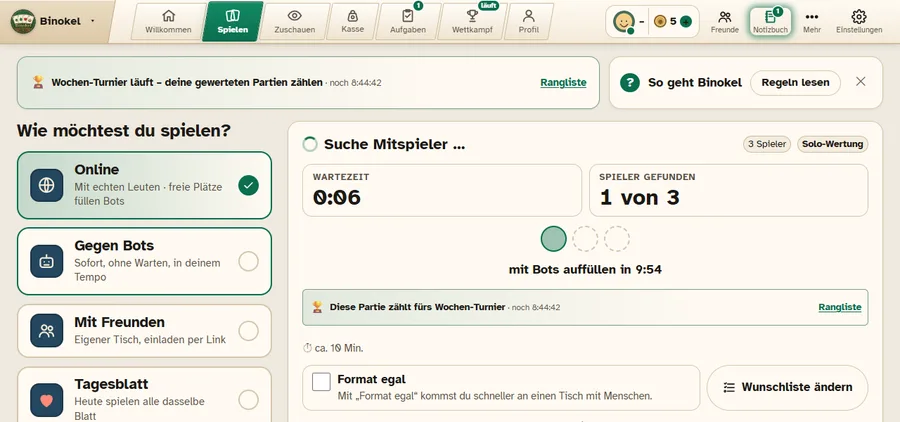 Binokel
Willkommen
Spielen
Zuschauen
Kasse
1
Aufgaben
läuft
Wettkampf
Profil
–
5
Freunde
1
Notizbuch
Mehr
Einstellungen
Wochen-Turnier läuft – deine gewerteten Partien zählen · noch 8:44:42
Rangliste
?
So geht Binokel
Regeln lesen
Wie möchtest du spielen?
Online
Mit echten Leuten · freie Plätze
füllen Bots
Gegen Bots
Sofort, ohne Warten, in deinem
Tempo
Mit Freunden
Eigener Tisch, einladen per Link
Tagesblatt
Heute spielen alle dasselbe
Blatt
Suche Mitspieler ...
3 Spieler
Solo-Wertung
WARTEZEIT
0:06
SPIELER GEFUNDEN
1 von 3
mit Bots auffüllen in 9:54
Diese Partie zählt fürs Wochen-Turnier · noch 8:44:42
Rangliste
ca. 10 Min.
Format egal
Mit „Format egal“ kommst du schneller an einen Tisch mit Menschen.
Wunschliste ändern